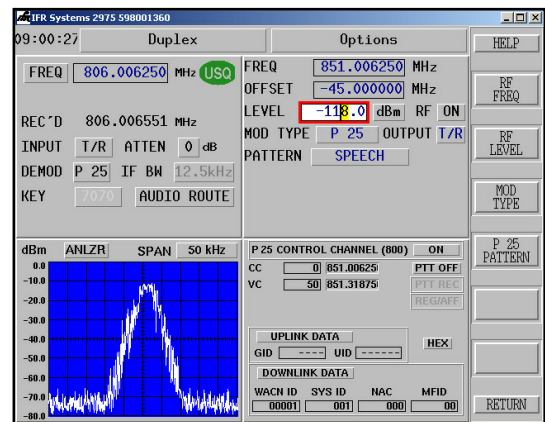 IFR Systems 2975 598001360
09:00:27 Duplex Options HELP
FREQ 806.006250 MHz USQ
REC'D 806.006551 MHz
INPUT T/R ATTEN 0 dB
DEMOD P 25 IF BW 12.5kHz
KEY 7070 AUDIO ROUTE
FREQ 851.006250 MHz
OFFSET -45.000000 MHz
LEVEL -118.0 dBm RF ON
MOD TYPE P 25 OUTPUT T/R
PATTERN SPEECH
RF
FREQ
RF
LEVEL
MOD
TYPE
P 25
PATTERN
RETURN
dBm ANLZR SPAN 50 kHz
0.0
-10.0
-20.0
-30.0
-40.0
-50.0
-60.0
-70.0
-80.0
P 25 CONTROL CHANNEL (800) ON
CC 0 851.00625 PTT OFF
VC 50 851.31875 PTT REC
REG/AFF
UPLINK DATA HEX
GID ---- UID ------
DOWNLINK DATA
WACN ID SYS ID NAC MFID
00001 001 000 00